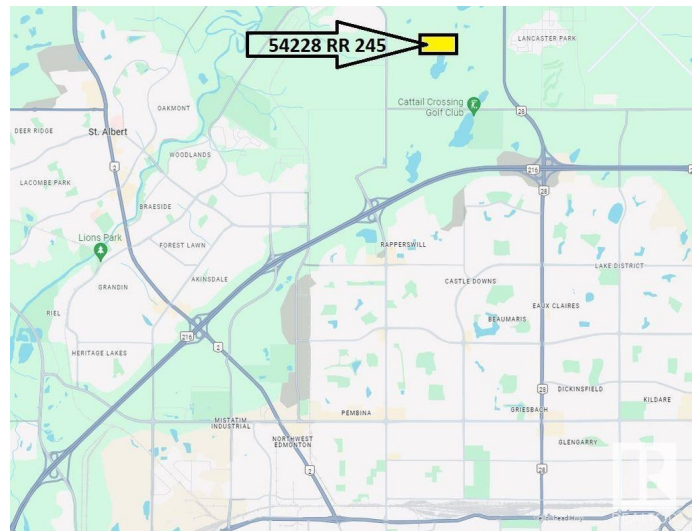 54228 RR 245
LANCASTER PARK
Cattail Crossing
Golf Club
28
OAKMONT
DEER RIDGE
St. Albert
WOODLANDS
2
216
28
LACOMBE PARK
BRAESIDE
Lions Park
FOREST LAWN
RAPPERSWILL
LAKE DISTRICT
AKINSDALE
GRANDIN
CASTLE DOWNS
EAUX CLAIRES
RIEL
BEAUMARIS
216
2
HERITAGE LAKES
28
DICKINSFIELD
KILDARE
GRIESBACH
PEMBINA
MISTATIM
INDUSTRIAL
NORTHWEST
EDMONTON
GLENGARRY
2
28